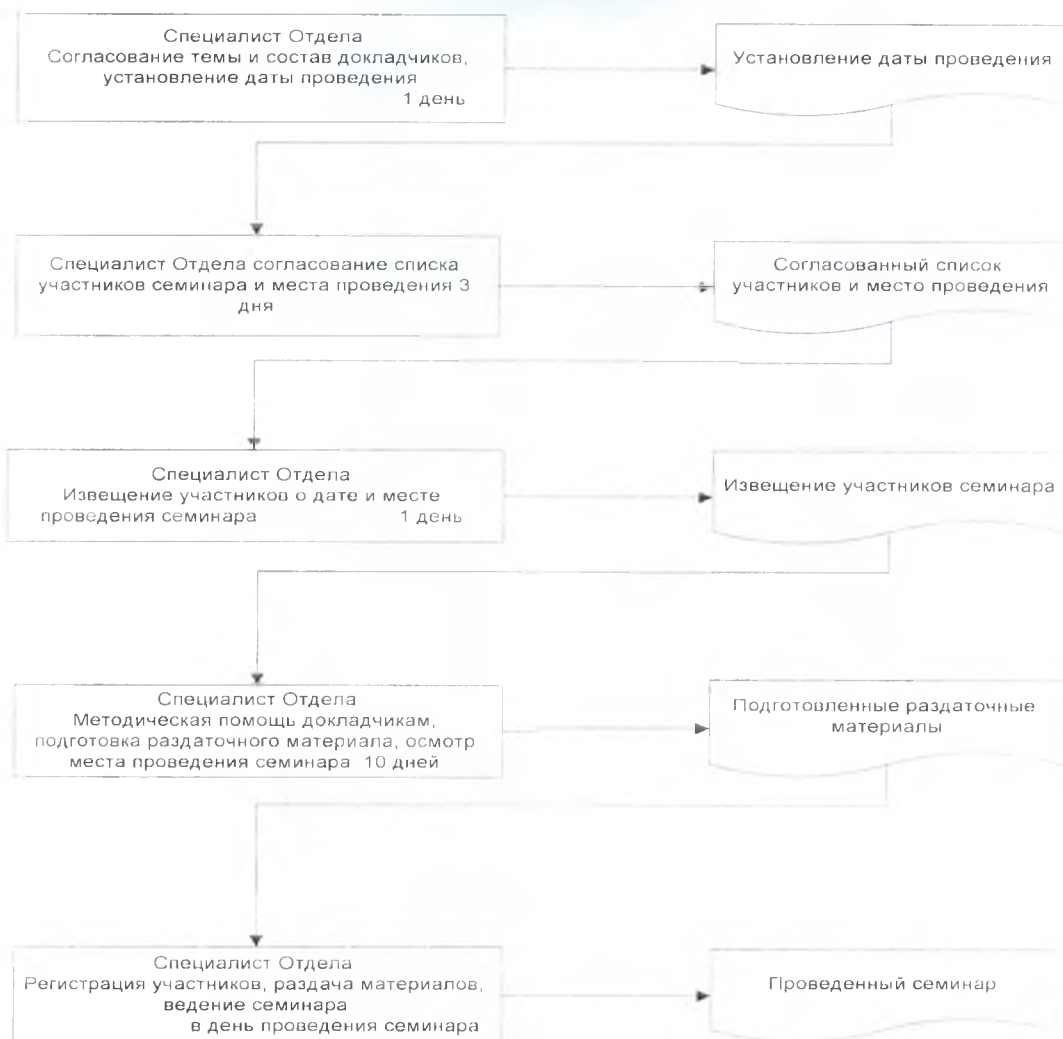 Специалист Отдела
Согласование темы и состав докладчиков,
установление даты проведения
1 день
Установление даты проведения
Специалист Отдела согласование списка
участников семинара и места проведения 3
дня
Согласованный список
участников и место проведения
Специалист Отдела
Извещение участников о дате и месте
проведения семинара 1 день
Извещение участников семинара
Специалист Отдела
Методическая помощь докладчикам,
подготовка раздаточного материала, осмотр
места проведения семинара 10 дней
Подготовленные раздаточные
материалы
Специалист Отдела
Регистрация участников, раздача материалов,
ведение семинара
в день проведения семинара
Проведенный семинар